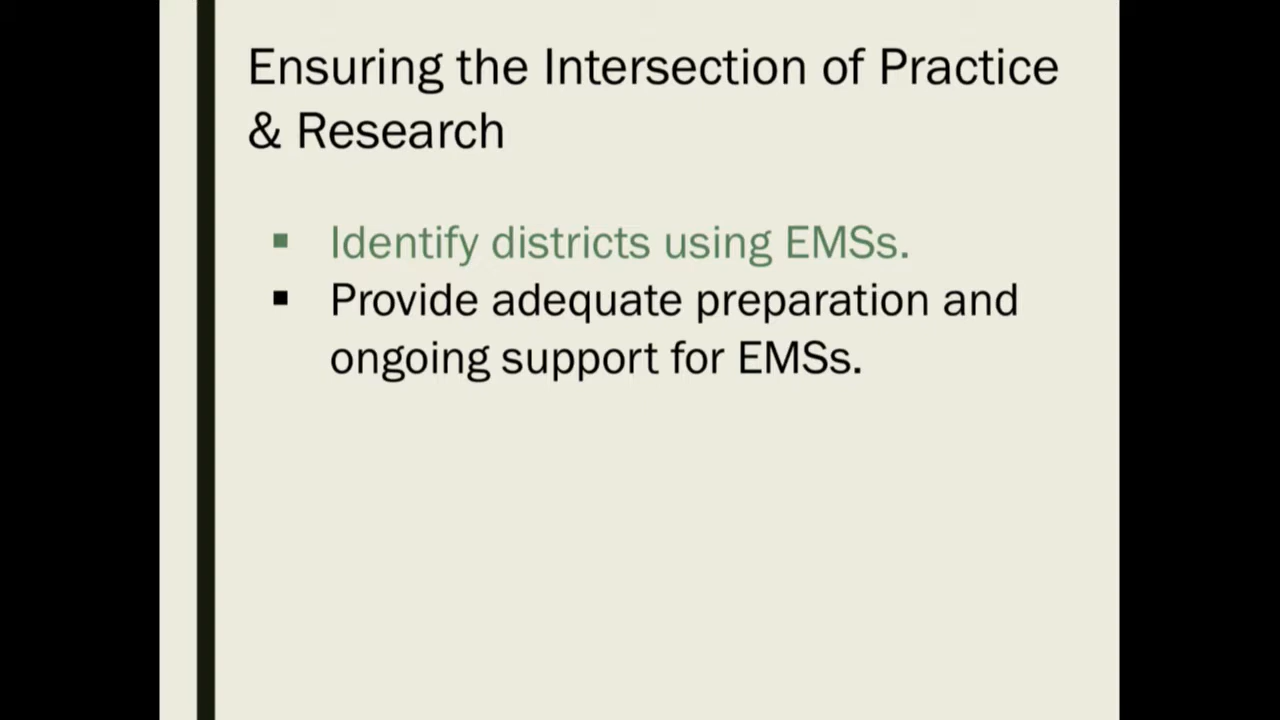 Ensuring the Intersection of Practice
& Research
▪ Identify districts using EMSs.
▪ Provide adequate preparation and
ongoing support for EMSs.